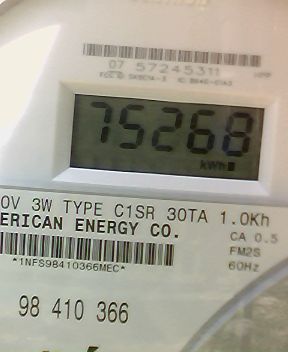 07 57245311
75268
kWh
0V 3W TYPE C1SR 30TA 1.0Kh
ERICAN ENERGY CO.
CA 0.5
FM2S
60Hz
*1NFS98410366MEC*
98 410 366